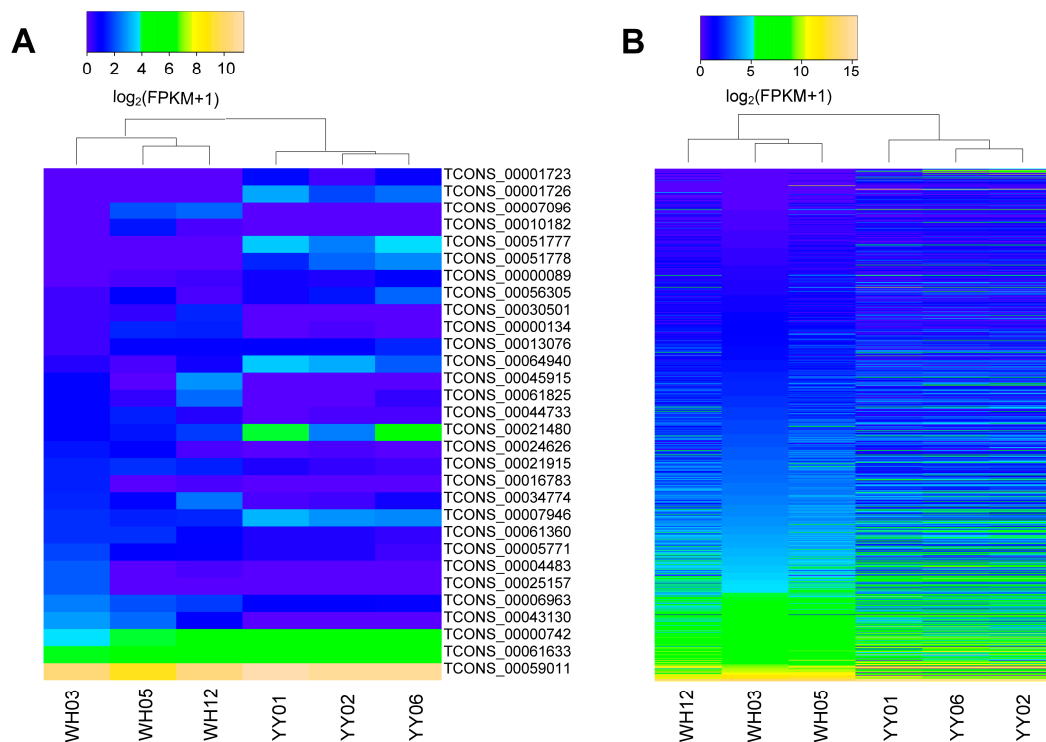 A
0 2 4 6 8 10
log2(FPKM+1)
TCONS_00001723
TCONS_00001726
TCONS_00007096
TCONS_00010182
TCONS_00051777
TCONS_00051778
TCONS_00000089
TCONS_00056305
TCONS_00030501
TCONS_00000134
TCONS_00013076
TCONS_00064940
TCONS_00045915
TCONS_00061825
TCONS_00044733
TCONS_00021480
TCONS_00024626
TCONS_00021915
TCONS_00016783
TCONS_00034774
TCONS_00007946
TCONS_00061360
TCONS_00005771
TCONS_00004483
TCONS_00025157
TCONS_00006963
TCONS_00043130
TCONS_00000742
TCONS_00061633
TCONS_00059011
WH03 WH05 WH12 YY01 YY02 YY06
B
0 5 10 15
log2(FPKM+1)
WH12 WH03 WH05 YY01 YY06 YY02